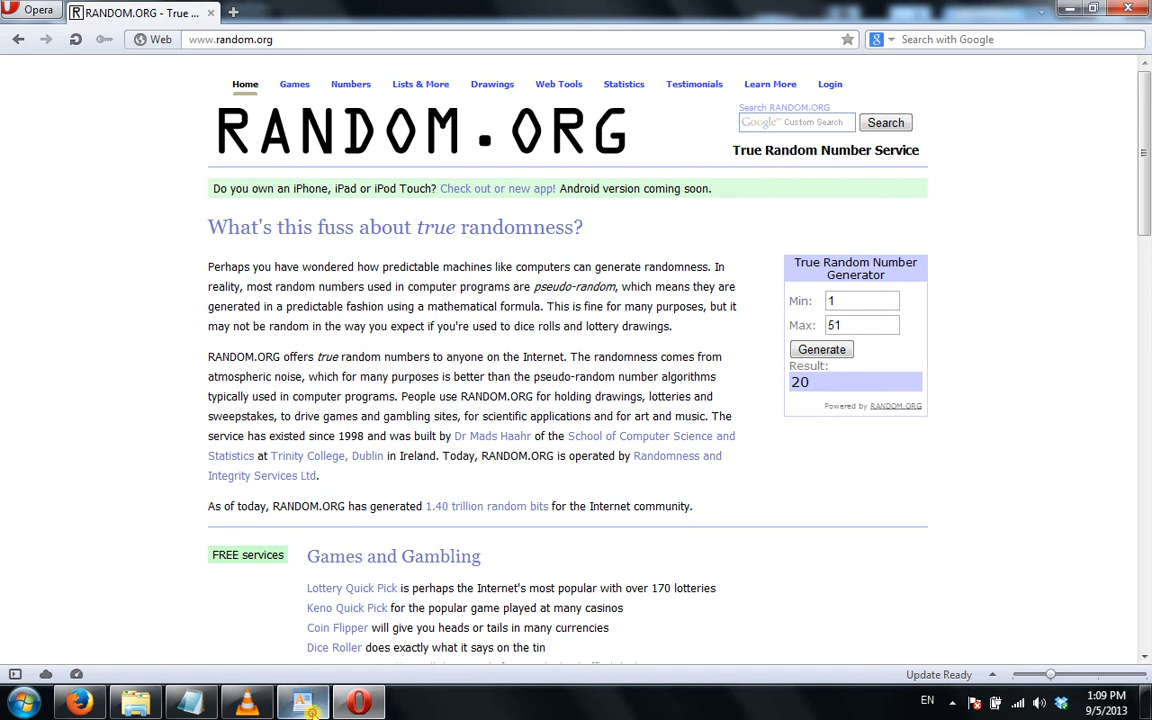 Opera
RANDOM.ORG - True ...
Web
www.random.org
Search with Google
Home Games Numbers Lists & More Drawings Web Tools Statistics Testimonials Learn More Login
RANDOM.ORG
Search RANDOM.ORG
Google™ Custom Search
Search
True Random Number Service
Do you own an iPhone, iPad or iPod Touch? Check out or new app! Android version coming soon.
What's this fuss about true randomness?
Perhaps you have wondered how predictable machines like computers can generate randomness. In
reality, most random numbers used in computer programs are pseudo-random, which means they are
generated in a predictable fashion using a mathematical formula. This is fine for many purposes, but it
may not be random in the way you expect if you're used to dice rolls and lottery drawings.
RANDOM.ORG offers true random numbers to anyone on the Internet. The randomness comes from
atmospheric noise, which for many purposes is better than the pseudo-random number algorithms
typically used in computer programs. People use RANDOM.ORG for holding drawings, lotteries and
sweepstakes, to drive games and gambling sites, for scientific applications and for art and music. The
service has existed since 1998 and was built by Dr Mads Haahr of the School of Computer Science and
Statistics at Trinity College, Dublin in Ireland. Today, RANDOM.ORG is operated by Randomness and
Integrity Services Ltd.
As of today, RANDOM.ORG has generated 1.40 trillion random bits for the Internet community.
True Random Number
Generator
Min: 1
Max: 51
Generate
Result:
20
Powered by RANDOM.ORG
FREE services
Games and Gambling
Lottery Quick Pick is perhaps the Internet's most popular with over 170 lotteries
Keno Quick Pick for the popular game played at many casinos
Coin Flipper will give you heads or tails in many currencies
Dice Roller does exactly what it says on the tin
Update Ready
EN
1:09 PM
9/5/2013